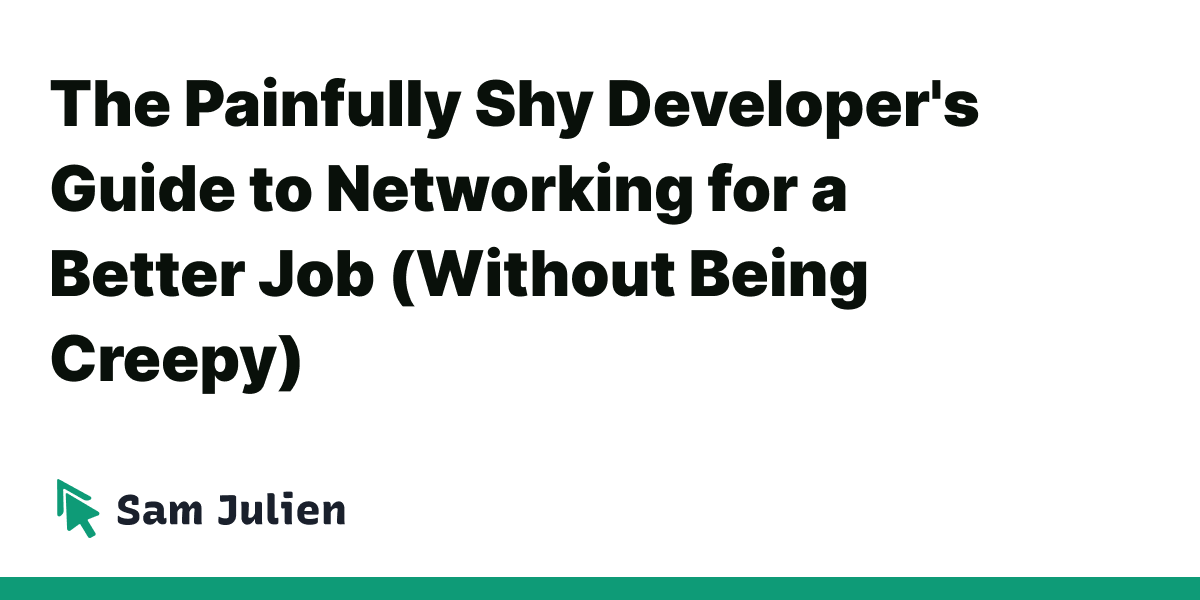 The Painfully Shy Developer's
Guide to Networking for a
Better Job (Without Being
Creepy)
Sam Julien